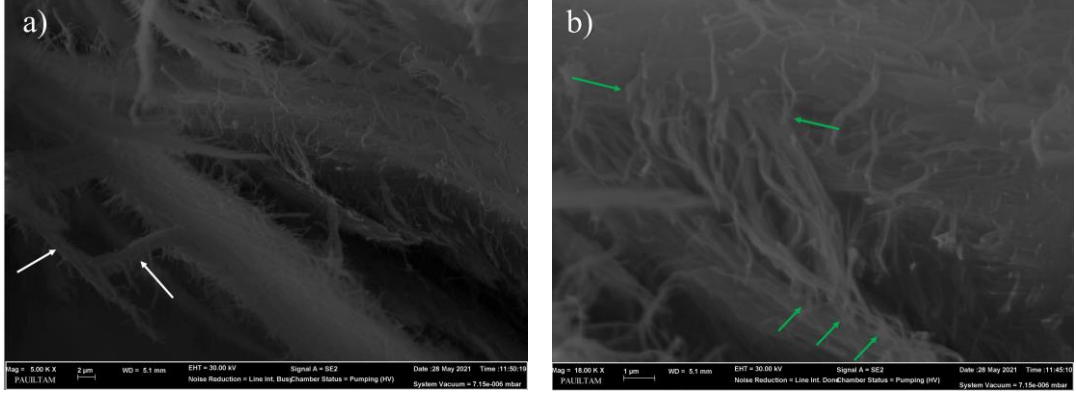 a)
Mag = 5.00 K X
2 µm
WD = 5.1 mm
EHT = 30.00 kV
Signal A = SE2
Date :28 May 2021 Time :11:50:19
PAUILTAM
Noise Reduction = Line Int. Busy Chamber Status = Pumping (HV)
System Vacuum = 7.15e-006 mbar
b)
Mag = 18.00 K X
1 µm
WD = 5.1 mm
EHT = 30.00 kV
Signal A = SE2
Date :28 May 2021 Time :11:45:10
PAUILTAM
Noise Reduction = Line Int. Done Chamber Status = Pumping (HV)
System Vacuum = 7.15e-006 mbar